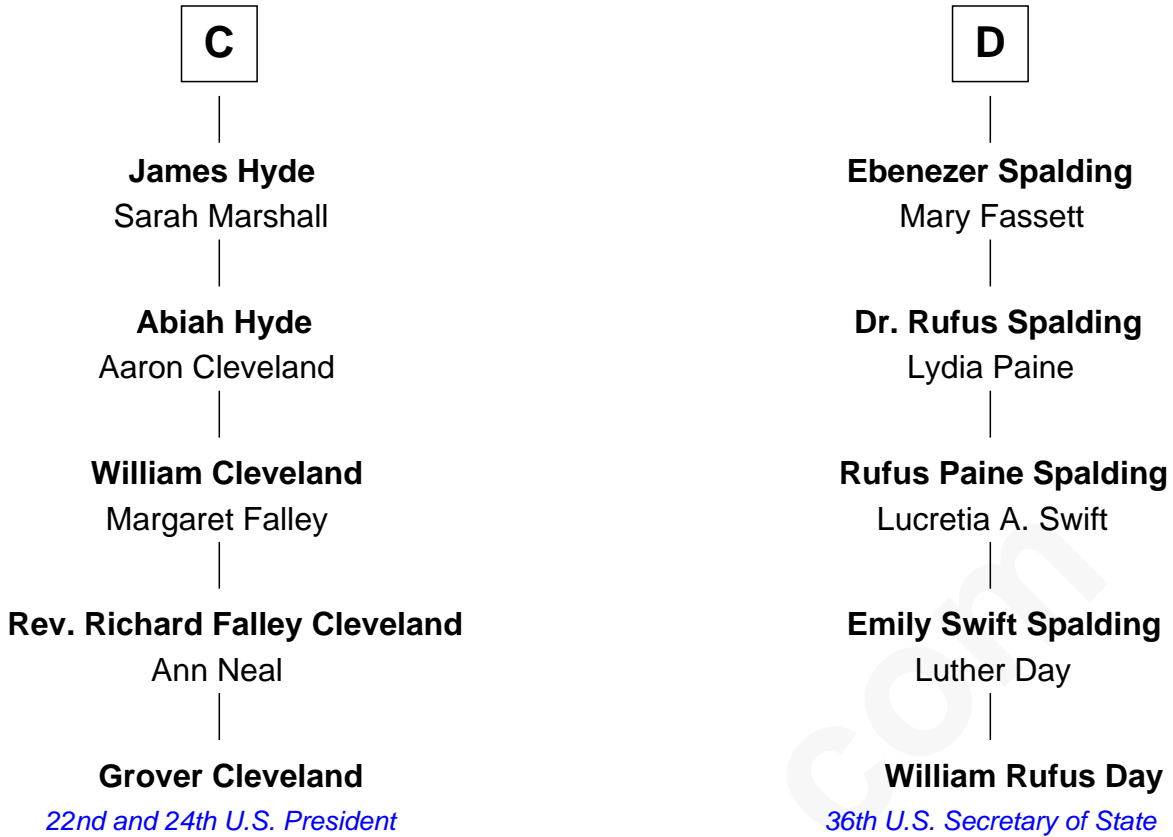 C
James Hyde
Sarah Marshall
Abiah Hyde
Aaron Cleveland
William Cleveland
Margaret Falley
Rev. Richard Falley Cleveland
Ann Neal
Grover Cleveland
22nd and 24th U.S. President
D
Ebenezer Spalding
Mary Fassett
Dr. Rufus Spalding
Lydia Paine
Rufus Paine Spalding
Lucretia A. Swift
Emily Swift Spalding
Luther Day
William Rufus Day
36th U.S. Secretary of State
com